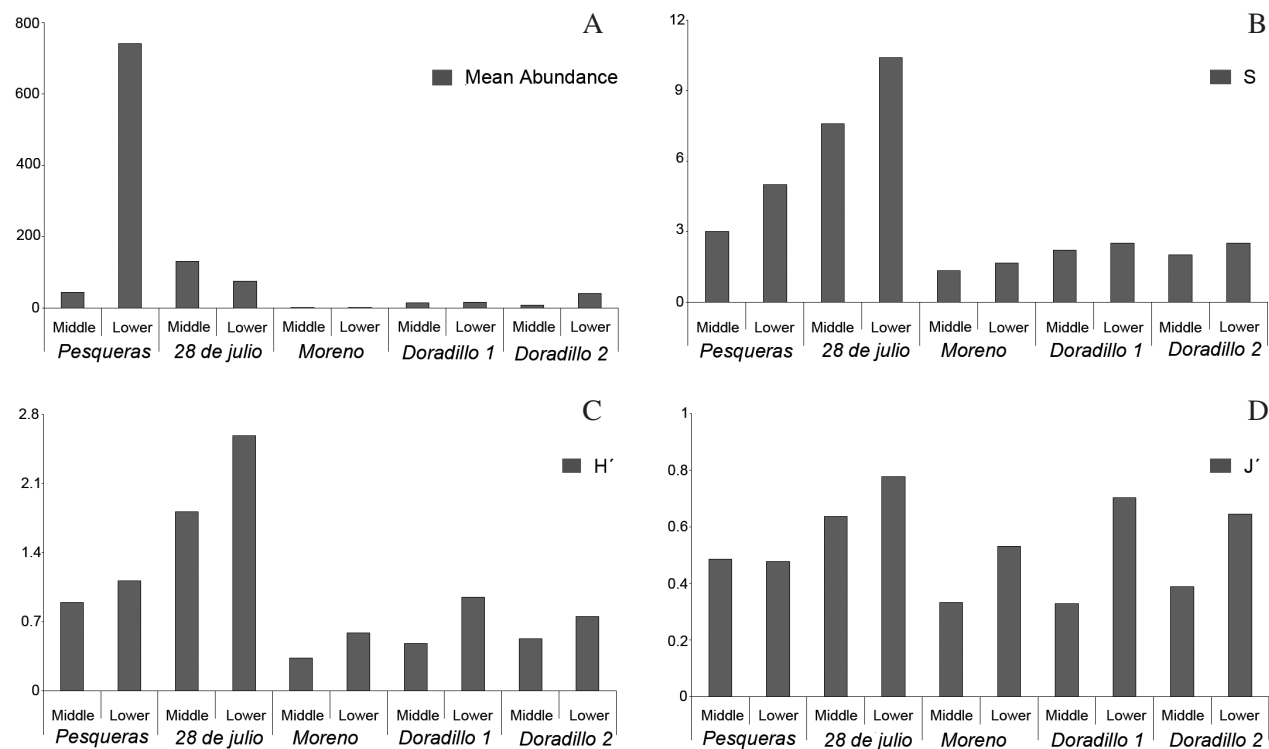 A
800
600
400
200
0
Mean Abundance
Middle Lower Middle Lower Middle Lower Middle Lower Middle Lower
Pesqueras 28 de julio Moreno Doradillo 1 Doradillo 2
B
12
9
6
3
0
S
Middle Lower Middle Lower Middle Lower Middle Lower Middle Lower
Pesqueras 28 de julio Moreno Doradillo 1 Doradillo 2
C
2.8
2.1
1.4
0.7
0
H´
Middle Lower Middle Lower Middle Lower Middle Lower Middle Lower
Pesqueras 28 de julio Moreno Doradillo 1 Doradillo 2
D
1
0.8
0.6
0.4
0.2
0
J´
Middle Lower Middle Lower Middle Lower Middle Lower Middle Lower
Pesqueras 28 de julio Moreno Doradillo 1 Doradillo 2